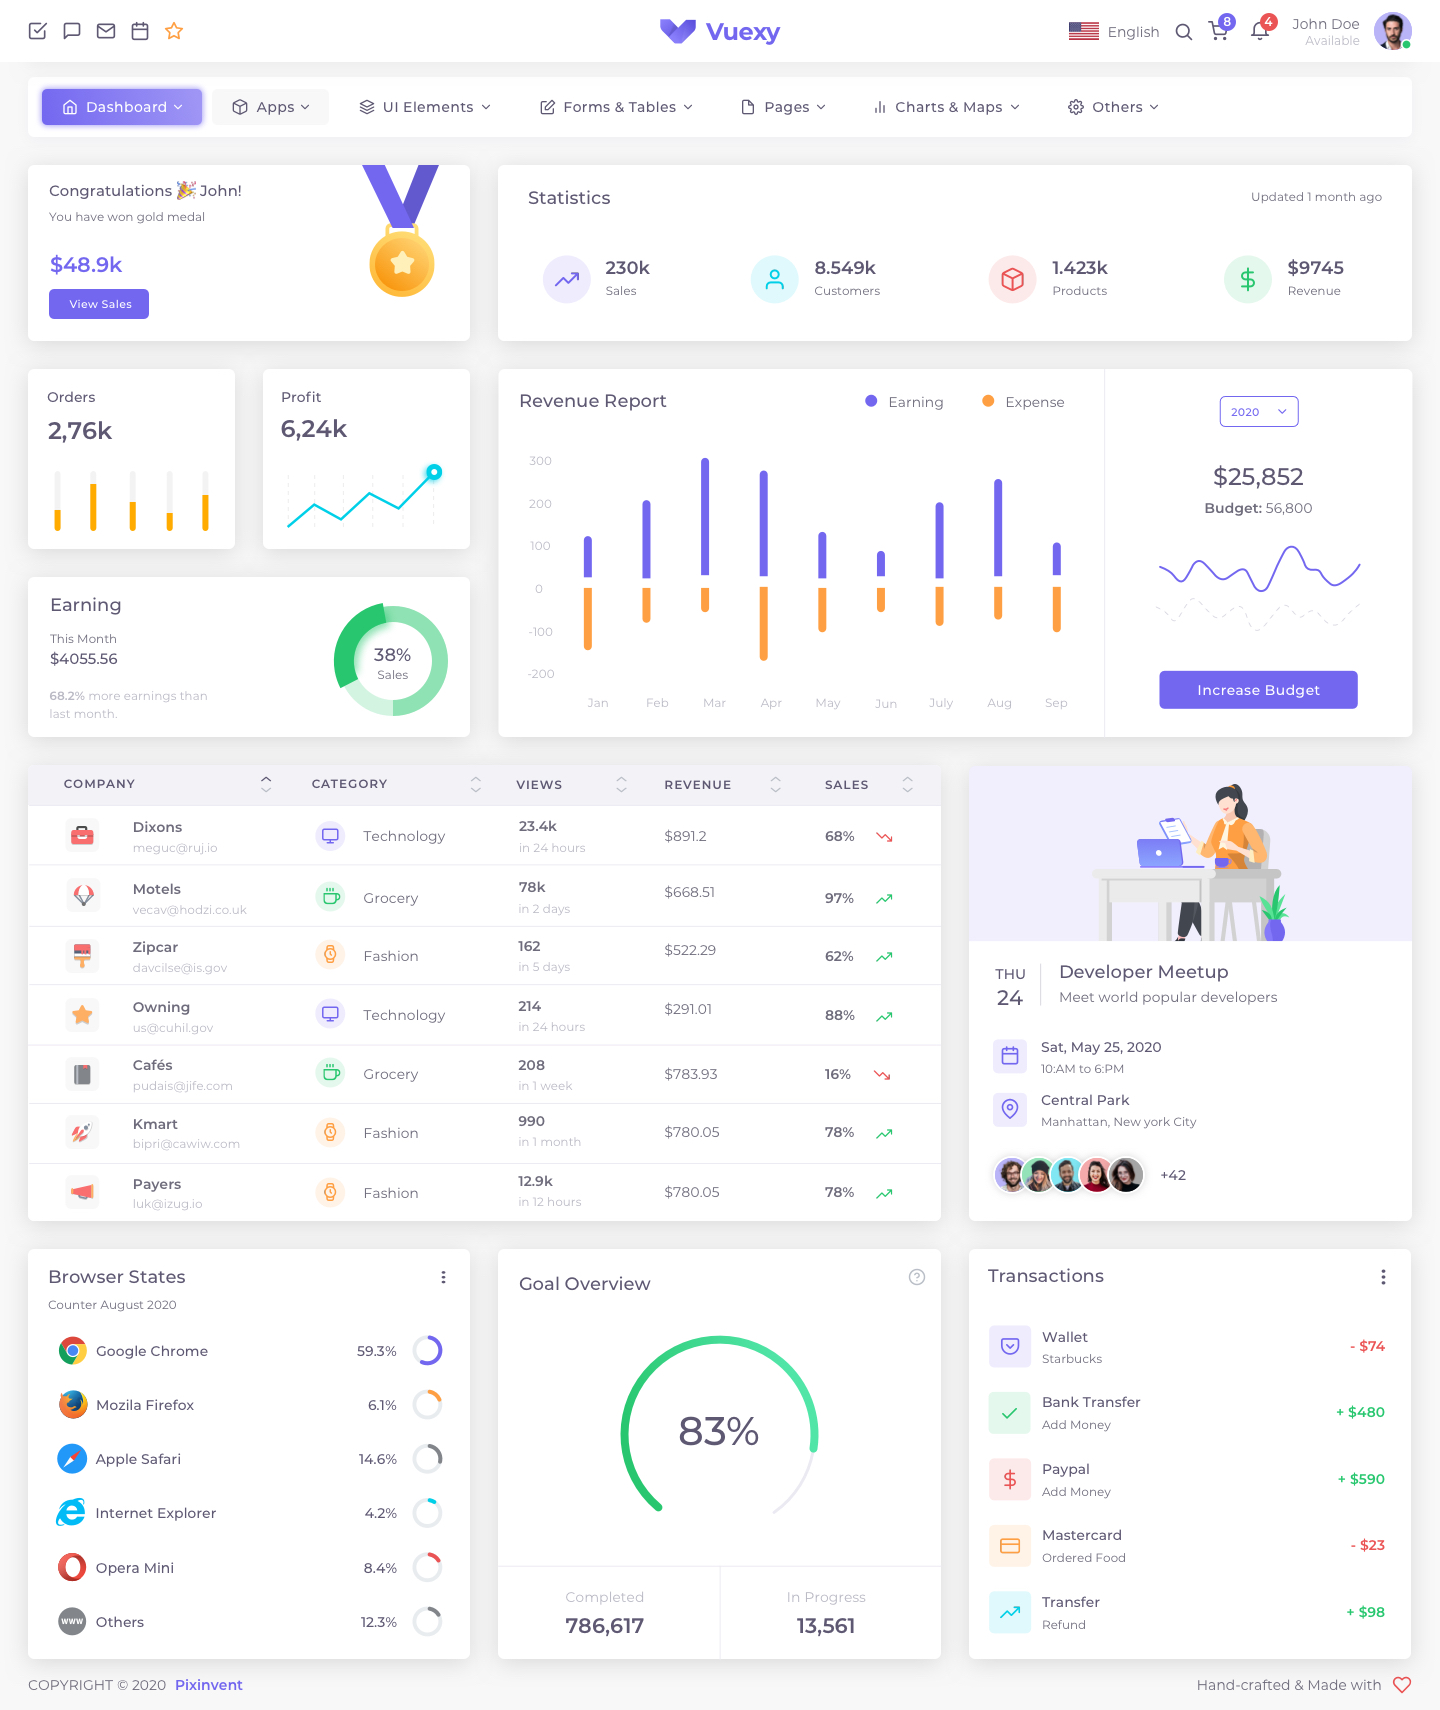 Vuexy
English
8
4
John Doe
Available
Dashboard
Apps
UI Elements
Forms & Tables
Pages
Charts & Maps
Others
Congratulations 🎉 John!
You have won gold medal
$48.9k
View Sales
Statistics
Updated 1 month ago
230k
Sales
8.549k
Customers
1.423k
Products
$9745
Revenue
Orders
2,76k
Profit
6,24k
Earning
This Month
$4055.56
68.2% more earnings than
last month.
38%
Sales
Revenue Report
Earning
Expense
300
200
100
0
-100
-200
Jan
Feb
Mar
Apr
May
Jun
July
Aug
Sep
2020
$25,852
Budget: 56,800
Increase Budget
COMPANY
CATEGORY
VIEWS
REVENUE
SALES
Dixons
meguc@ruj.io
Technology
23.4k
in 24 hours
$891.2
68%
Motels
vecav@hodzi.co.uk
Grocery
78k
in 2 days
$668.51
97%
Zipcar
davcilse@is.gov
Fashion
162
in 5 days
$522.29
62%
Owning
us@cuhil.gov
Technology
214
in 24 hours
$291.01
88%
Cafés
pudais@jife.com
Grocery
208
in 1 week
$783.93
16%
Kmart
bipri@cawiw.com
Fashion
990
in 1 month
$780.05
78%
Payers
luk@izug.io
Fashion
12.9k
in 12 hours
$780.05
78%
THU
24
Developer Meetup
Meet world popular developers
Sat, May 25, 2020
10:AM to 6:PM
Central Park
Manhattan, New york City
+42
Browser States
Counter August 2020
Google Chrome
59.3%
Mozila Firefox
6.1%
Apple Safari
14.6%
Internet Explorer
4.2%
Opera Mini
8.4%
www
Others
12.3%
Goal Overview
83%
Completed
786,617
In Progress
13,561
Transactions
Wallet
Starbucks
- $74
Bank Transfer
Add Money
+ $480
Paypal
Add Money
+ $590
Mastercard
Ordered Food
- $23
Transfer
Refund
+ $98
COPYRIGHT © 2020 Pixinvent
Hand-crafted & Made with